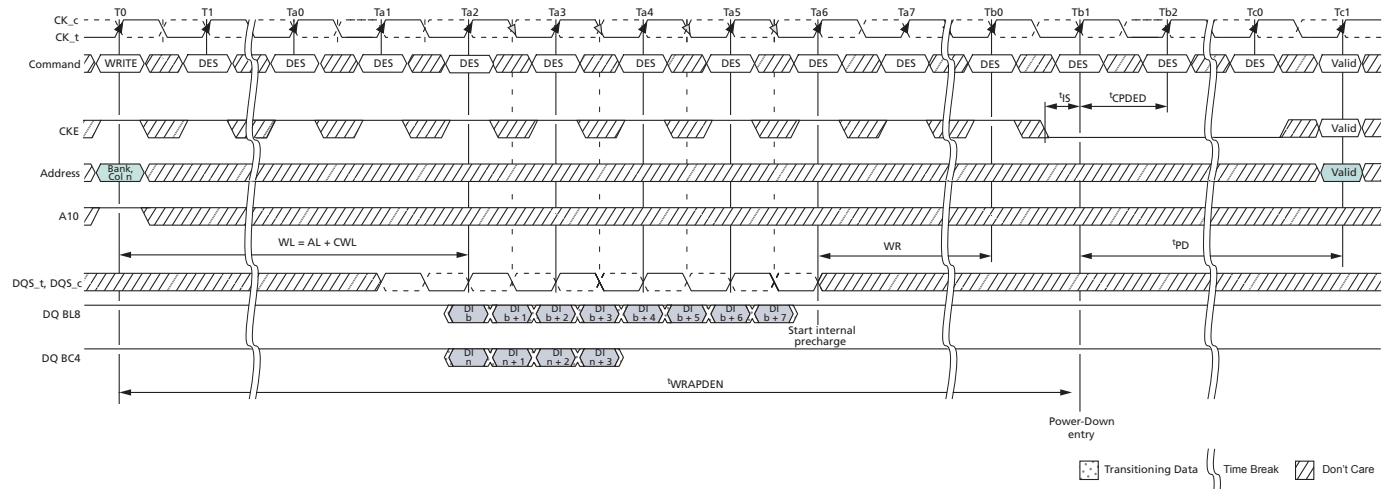 T0 T1 Ta0 Ta1 Ta2 Ta3 Ta4 Ta5 Ta6 Ta7 Tb0 Tb1 Tb2 Tc0 Tc1
CK_c
CK_t
Command WRITE DES DES DES DES DES DES DES DES DES DES DES DES DES Valid
tIS tCPDED
CKE Valid
Address Bank, Col n Valid
A10
WL = AL + CWL WR tPD
DQS_t, DQS_c
DQ BL8 DI b DI b + 1 DI b + 2 DI b + 3 DI b + 4 DI b + 5 DI b + 6 DI b + 7
Start internal
precharge
DQ BC4 DI n DI n + 1 DI n + 2 DI n + 3
tWRAPDEN
Power-Down
entry
Transitioning Data Time Break Don't Care